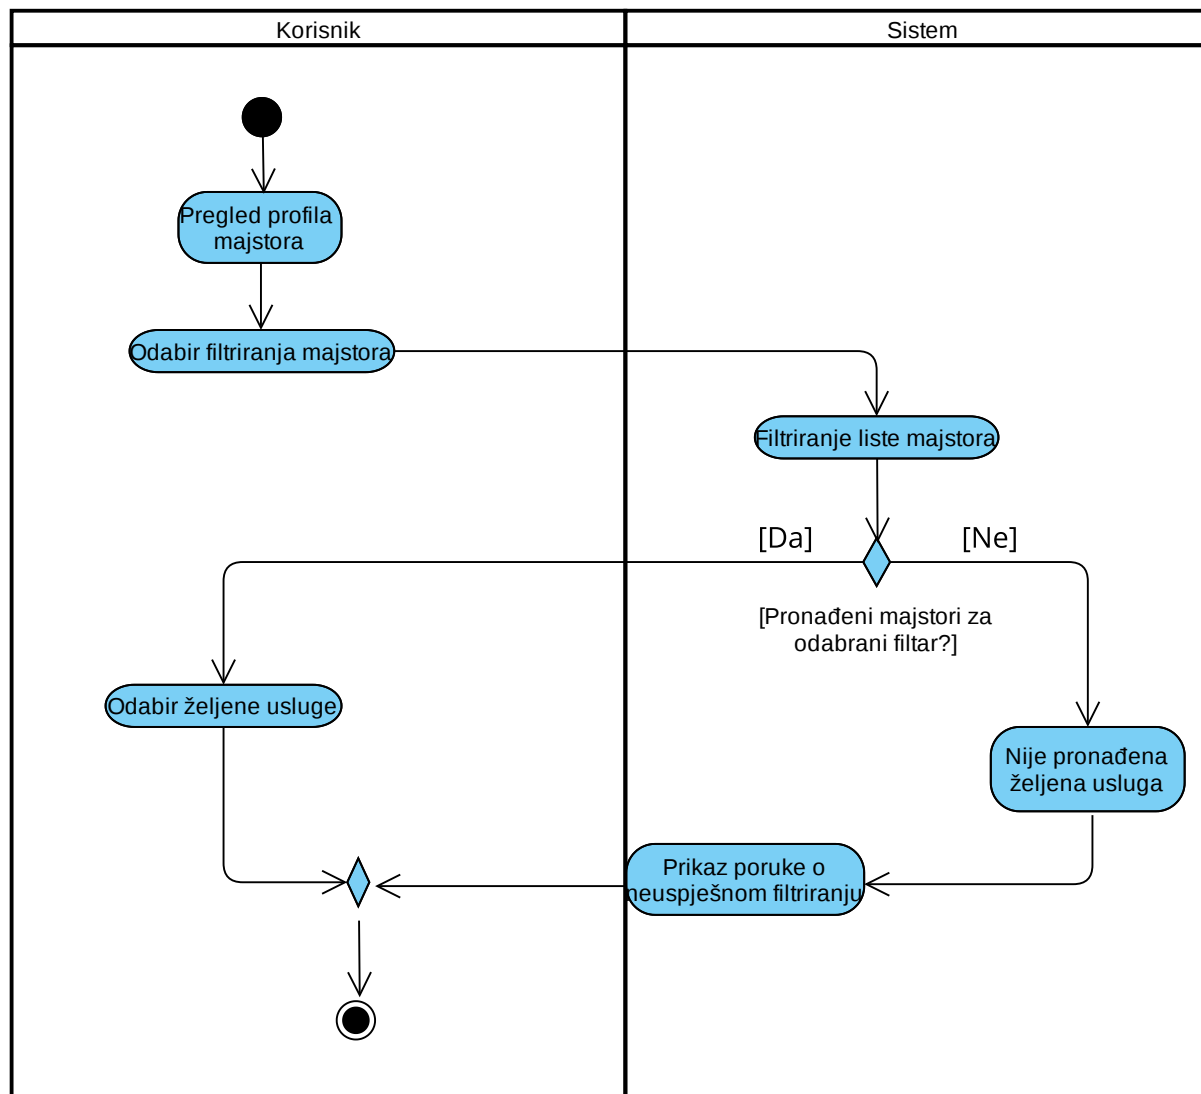 Korisnik
Sistem
Pregled profila
majstora
Odabir filtriranja majstora
Filtriranje liste majstora
[Da]
[Ne]
[Pronađeni majstori za
odabrani filtar?]
Odabir željene usluge
Nije pronađena
željena usluga
Prikaz poruke o
neuspješnom filtriranju